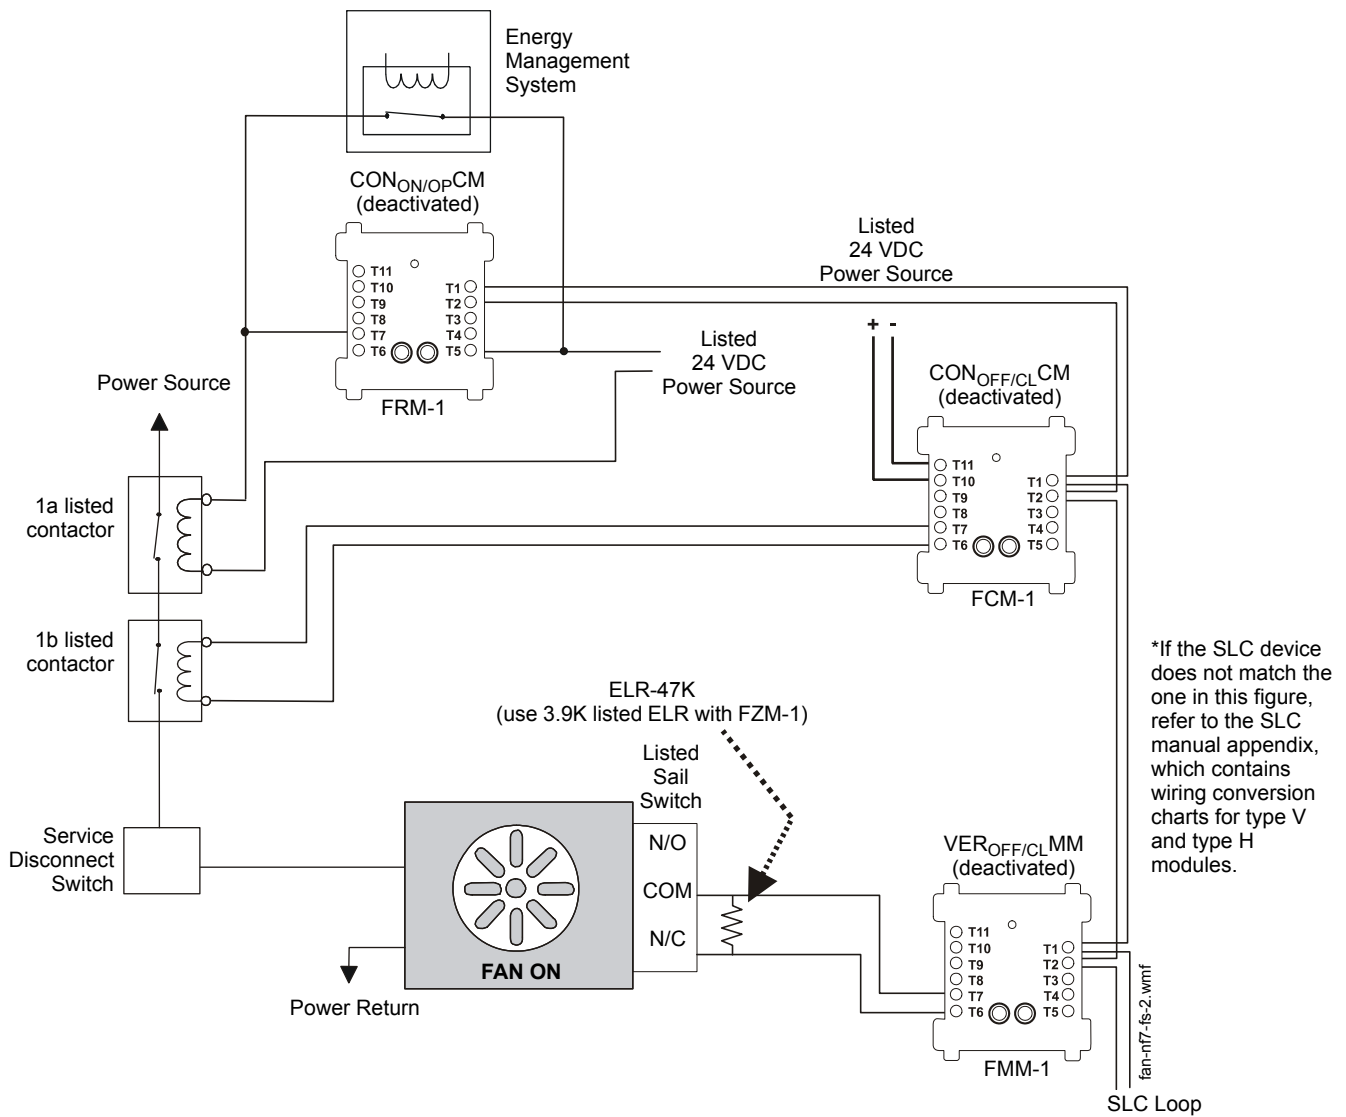 Energy
Management
System
CONON/OPCM
(deactivated)
T11
T10
T9
T8
T7
T6
T1
T2
T3
T4
T5
FRM-1
Listed
24 VDC
Power Source
+ -
Listed
24 VDC
Power Source
CONOFF/CLCM
(deactivated)
T11
T10
T9
T8
T7
T6
T1
T2
T3
T4
T5
FCM-1
Power Source
1a listed
contactor
1b listed
contactor
*If the SLC device
does not match the
one in this figure,
refer to the SLC
manual appendix,
which contains
wiring conversion
charts for type V
and type H
modules.
ELR-47K
(use 3.9K listed ELR with FZM-1)
Listed
Sail
Switch
N/O
COM
N/C
Service
Disconnect
Switch
FAN ON
Power Return
VEROFF/CLMM
(deactivated)
T11
T10
T9
T8
T7
T6
T1
T2
T3
T4
T5
FMM-1
fan-nf7-fs-2.wmf
SLC Loop